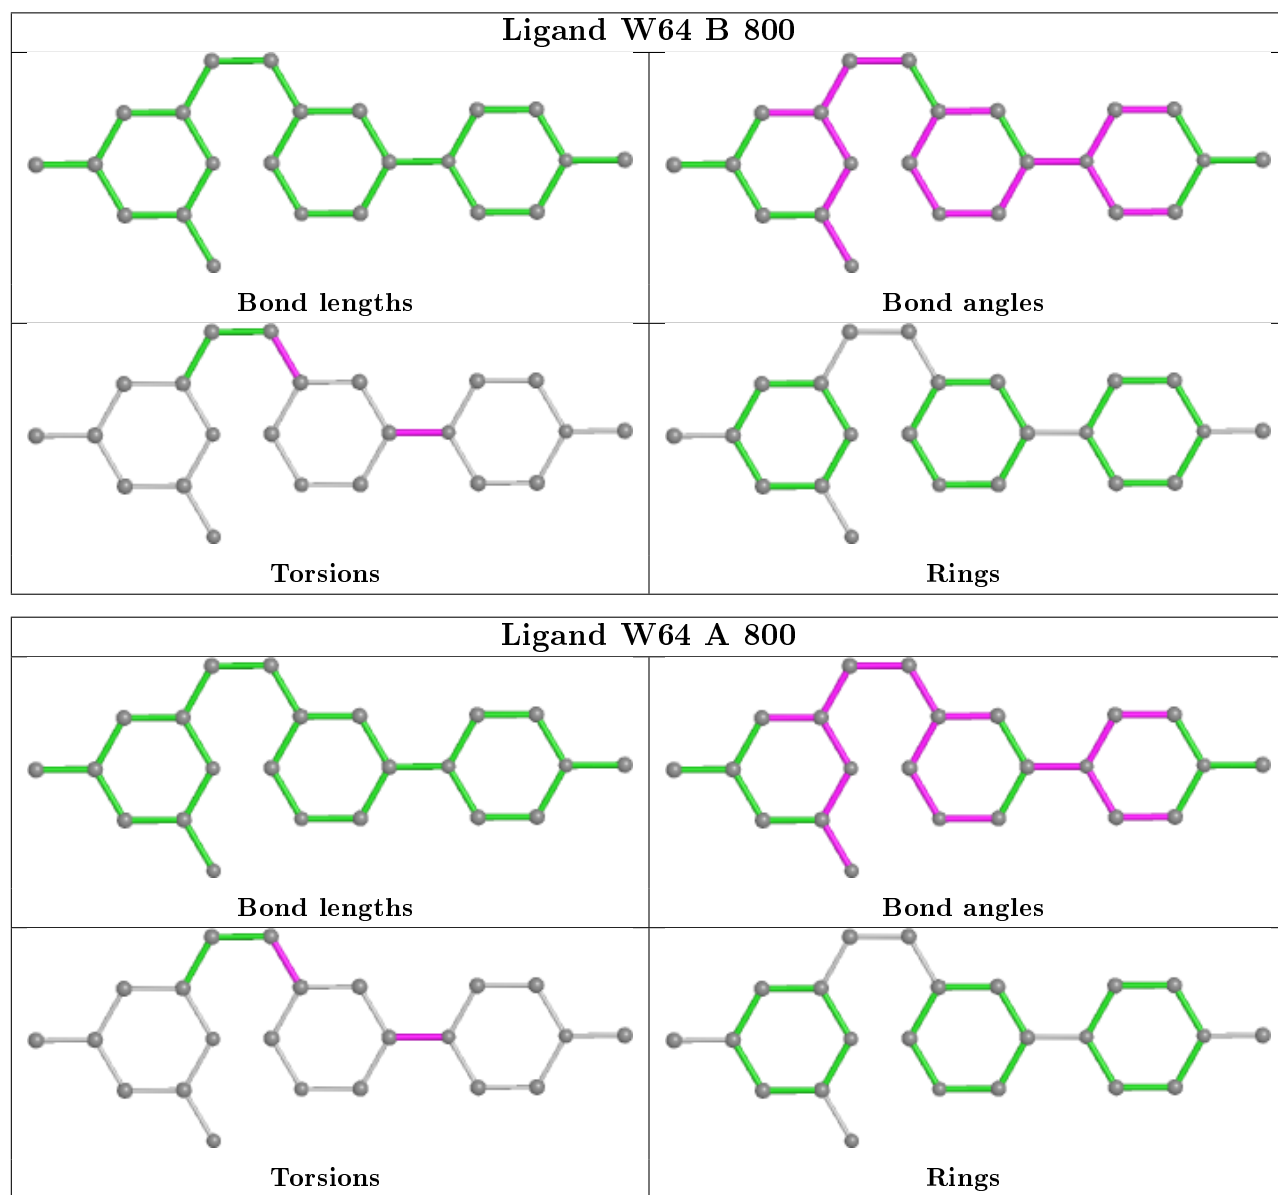 Ligand W64 B 800
Bond lengths
Bond angles
Torsions
Rings
Ligand W64 A 800
Bond lengths
Bond angles
Torsions
Rings